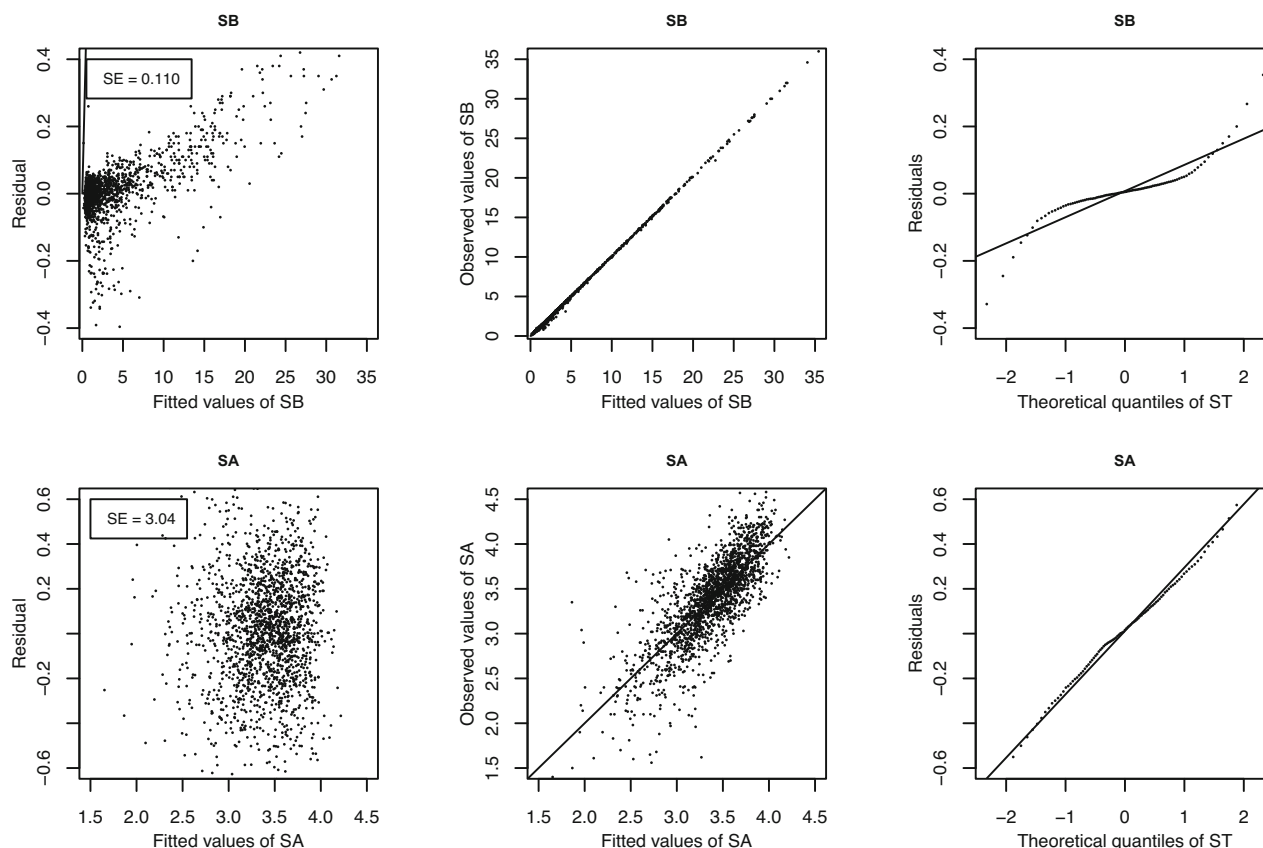 SB
SB
SB
SE = 0.110
Residual
0.4
0.2
0.0
−0.2
−0.4
0 5 10 15 20 25 30 35
Fitted values of SB
Observed values of SB
35
30
25
20
15
10
5
0
0 5 10 15 20 25 30 35
Fitted values of SB
Residuals
0.4
0.2
0.0
−0.2
−0.4
−2 −1 0 1 2
Theoretical quantiles of ST
SA
SA
SA
SE = 3.04
Residual
0.6
0.4
0.2
−0.2
−0.6
1.5 2.0 2.5 3.0 3.5 4.0 4.5
Fitted values of SA
Observed values of SA
4.5
4.0
3.5
3.0
2.5
2.0
1.5
1.5 2.0 2.5 3.0 3.5 4.0 4.5
Fitted values of SA
Residuals
0.6
0.4
0.2
−0.2
−0.6
−2 −1 0 1 2
Theoretical quantiles of ST